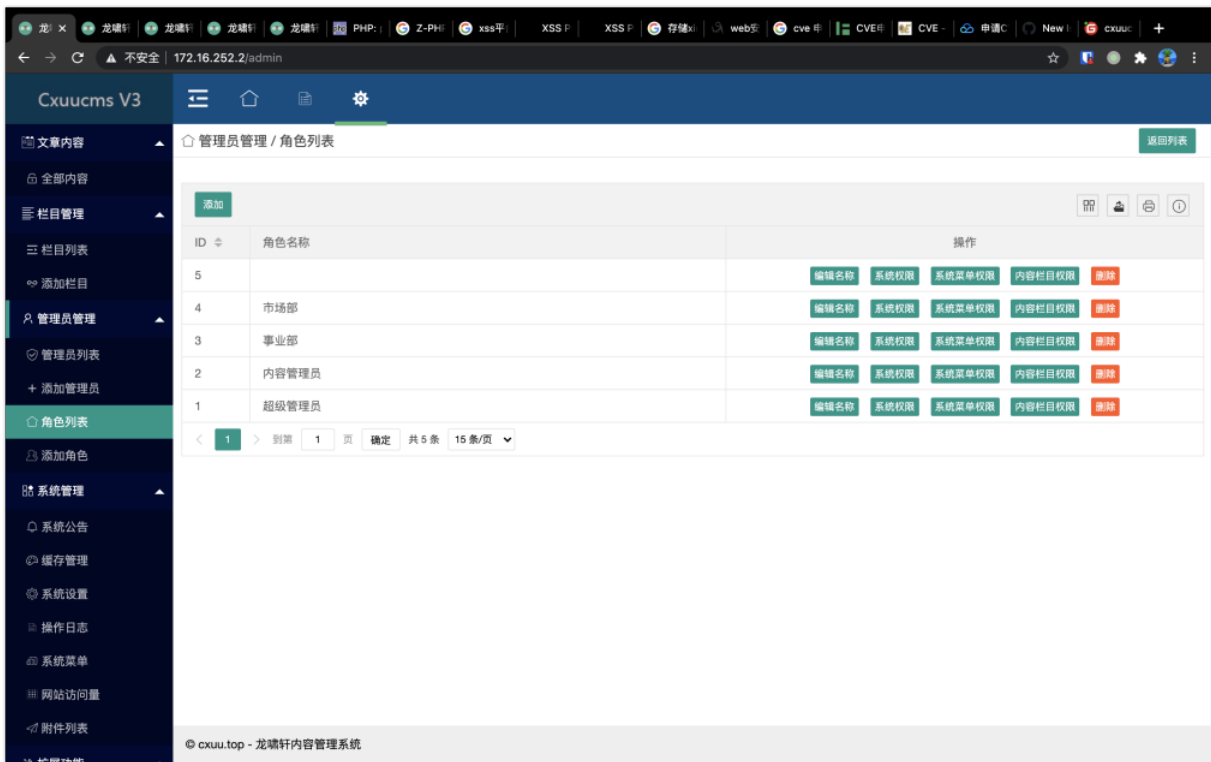 龙 龙啸轩 龙啸轩 龙啸轩 龙啸轩 PHP: Z-PHP xss平 XSS P XSS P 存储xi web安 cve 申 CVE申 CVE - 申请C New cxuuc
不安全 172.16.252.2/admin
Cxuucms V3
文章内容
管理员管理 / 角色列表 返回列表
全部内容
栏目管理
添加
栏目列表
ID 角色名称 操作
5 编辑名称 系统权限 系统菜单权限 内容栏目权限 删除
添加栏目
4 市场部 编辑名称 系统权限 系统菜单权限 内容栏目权限 删除
管理员管理
3 事业部 编辑名称 系统权限 系统菜单权限 内容栏目权限 删除
管理员列表
2 内容管理员 编辑名称 系统权限 系统菜单权限 内容栏目权限 删除
添加管理员
1 超级管理员 编辑名称 系统权限 系统菜单权限 内容栏目权限 删除
角色列表
1 到第 1 页 确定 共 5 条 15 条/页
添加角色
系统管理
系统公告
缓存管理
系统设置
操作日志
系统菜单
网站访问量
附件列表
© cxuu.top - 龙啸轩内容管理系统
扩展功能